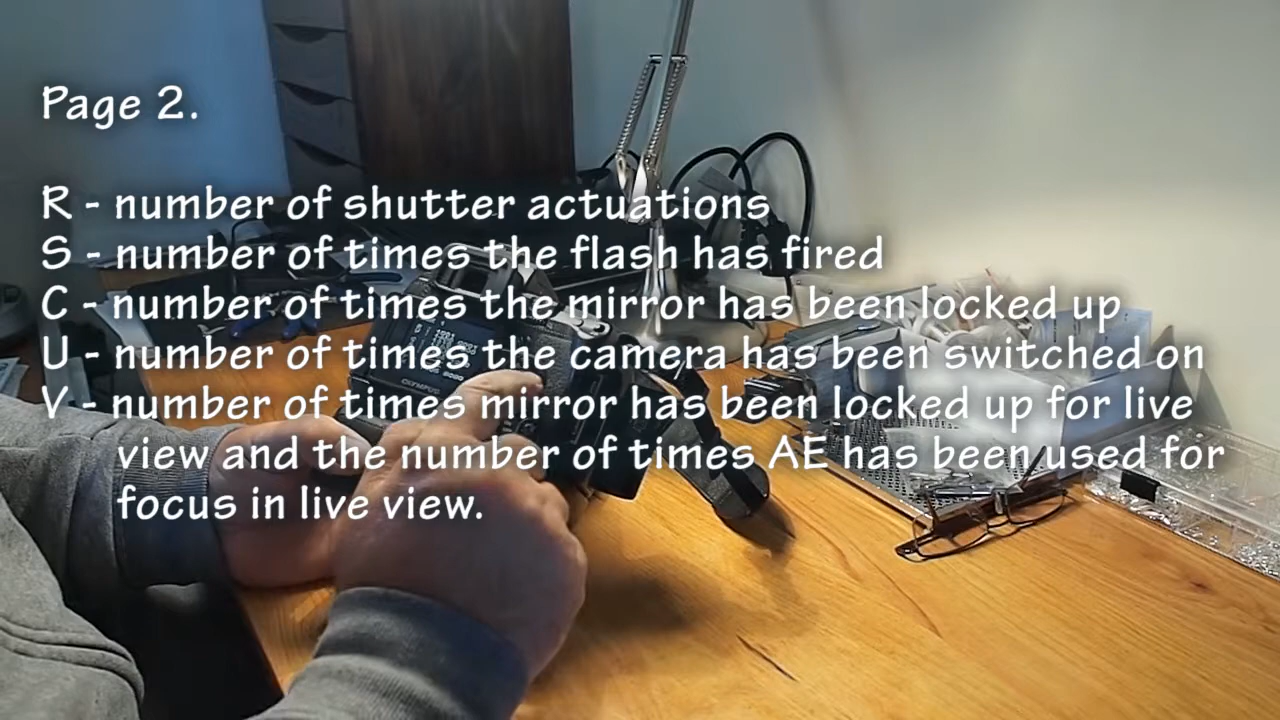 Page 2.
R - number of shutter actuations
S - number of times the flash has fired
C - number of times the mirror has been locked up
U - number of times the camera has been switched on
V - number of times mirror has been locked up for live
view and the number of times AE has been used for
focus in live view.
OLYMPUS